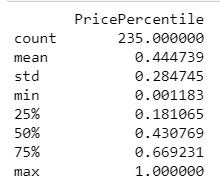 PricePercentile
count 235.000000
mean 0.444739
std 0.284745
min 0.001183
25% 0.181065
50% 0.430769
75% 0.669231
max 1.000000